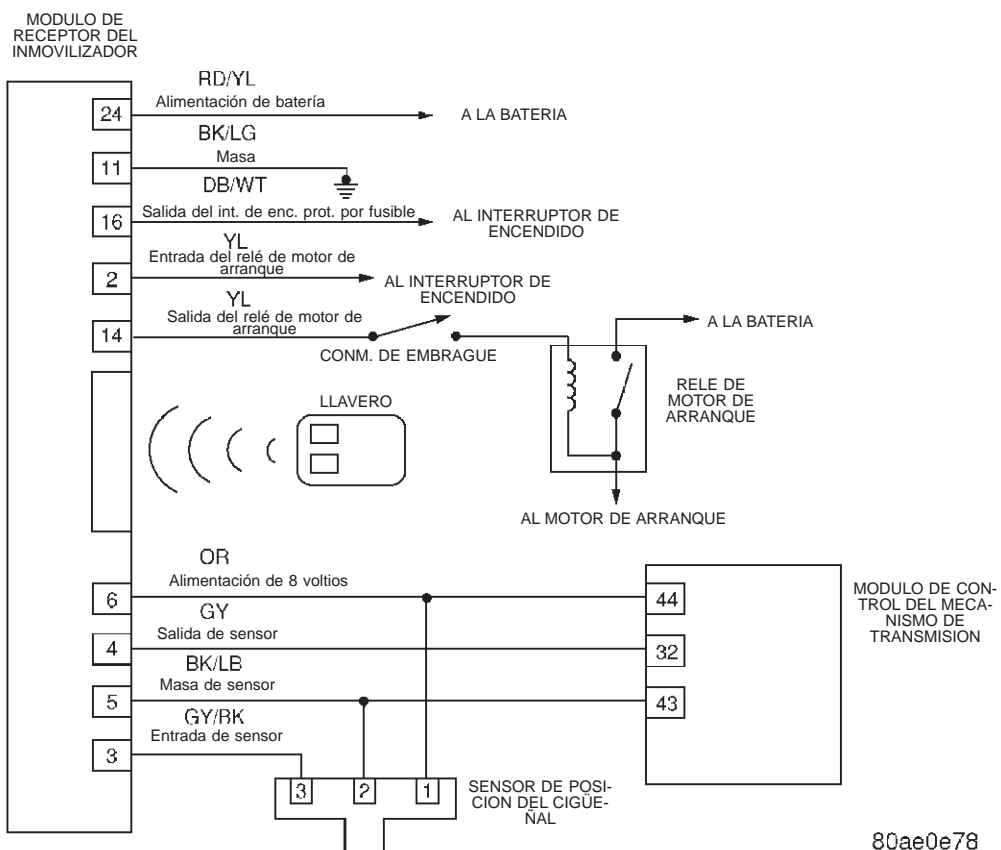 MODULO DE
RECEPTOR DEL
INMOVILIZADOR
RD/YL
24
Alimentación de batería
A LA BATERIA
BK/LG
11
Masa
DB/WT
16
Salida del int. de enc. prot. por fusible
AL INTERRUPTOR DE
ENCENDIDO
YL
2
Entrada del relé de motor de
arranque
AL INTERRUPTOR DE
ENCENDIDO
YL
14
Salida del relé de motor de
arranque
CONM. DE EMBRAGUE
A LA BATERIA
RELE DE
MOTOR DE
ARRANQUE
LLAVERO
AL MOTOR DE ARRANQUE
OR
6
Alimentación de 8 voltios
44
GY
4
Salida de sensor
32
BK/LB
5
Masa de sensor
43
GY/BK
3
Entrada de sensor
MODULO DE CON-
TROL DEL MECA-
NISMO DE
TRANSMISION
3
2
1
SENSOR DE POSI-
CION DEL CIGÜE-
ÑAL
80ae0e78